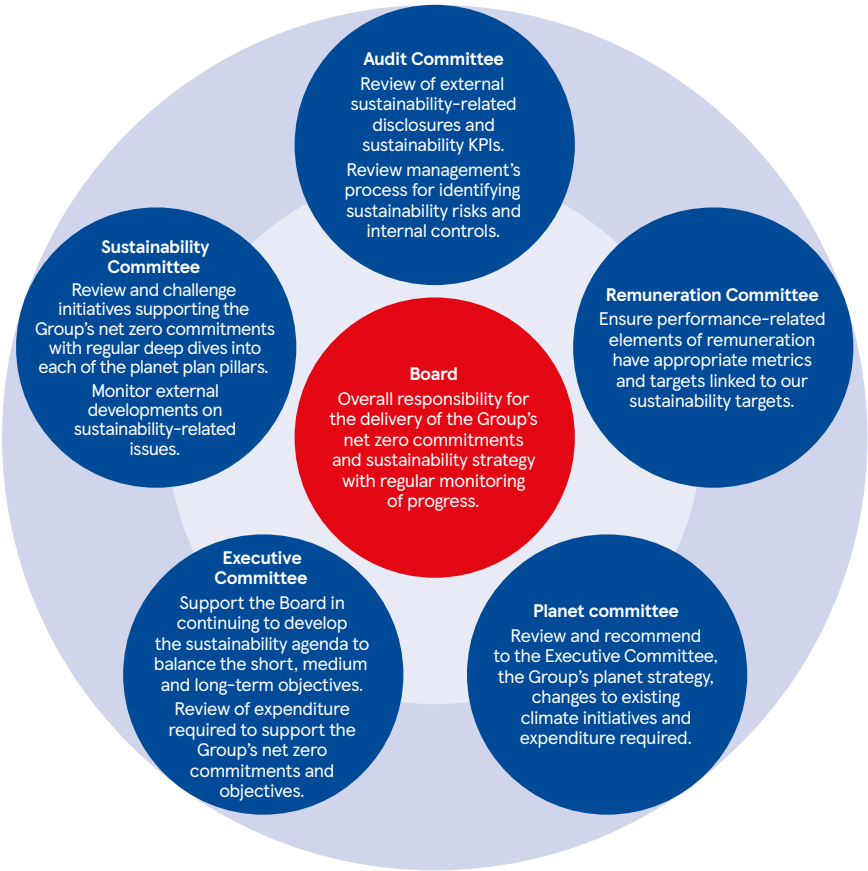 Audit Committee
Review of external
sustainability-related
disclosures and
sustainability KPIs.
Review management's
process for identifying
sustainability risks and
internal controls.
Sustainability
Committee
Review and challenge
initiatives supporting the
Group's net zero commitments
with regular deep dives into
each of the planet plan pillars.
Monitor external
developments on
sustainability-related
issues.
Remuneration Committee
Ensure performance-related
elements of remuneration
have appropriate metrics
and targets linked to our
sustainability targets.
Board
Overall responsibility for
the delivery of the Group's
net zero commitments
and sustainability strategy
with regular monitoring
of progress.
Executive
Committee
Support the Board in
continuing to develop
the sustainability agenda to
balance the short, medium
and long-term objectives.
Review of expenditure
required to support the
Group's net zero
commitments and
objectives.
Planet committee
Review and recommend
to the Executive Committee,
the Group's planet strategy,
changes to existing
climate initiatives and
expenditure required.